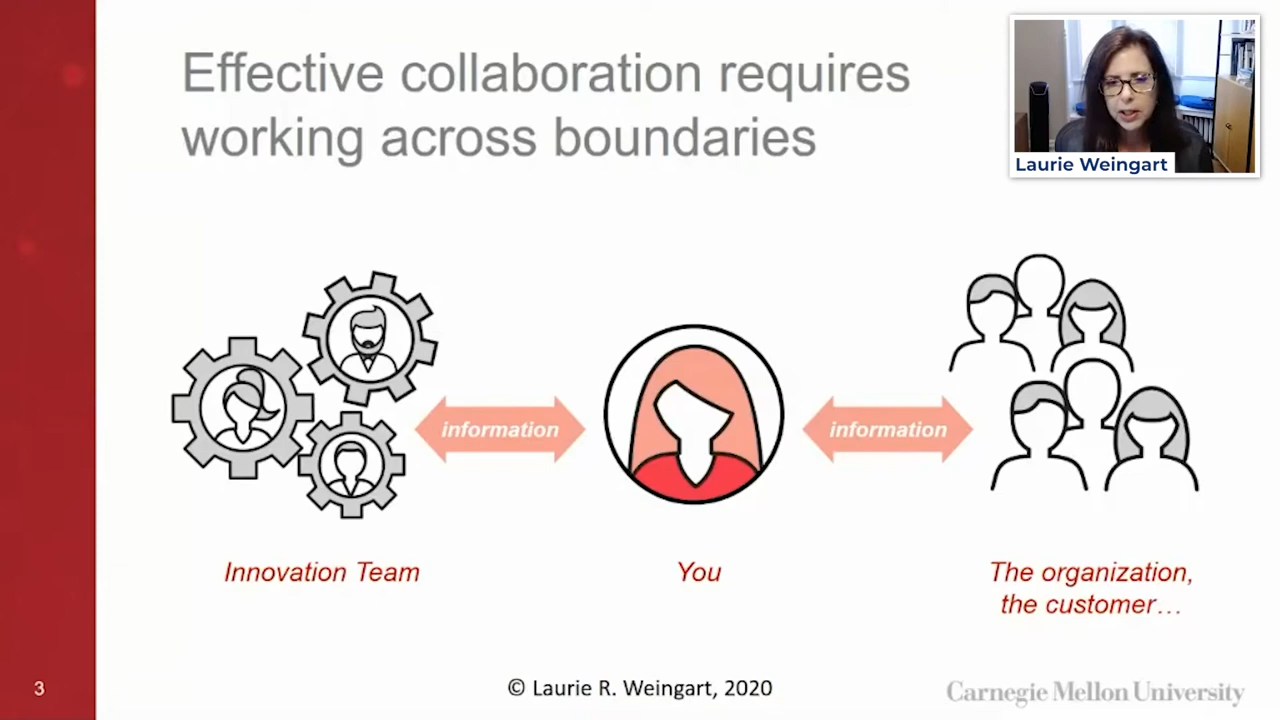 Effective collaboration requires
working across boundaries
Laurie Weingart
information
information
Innovation Team
You
The organization,
the customer…
3
© Laurie R. Weingart, 2020
Carnegie Mellon University